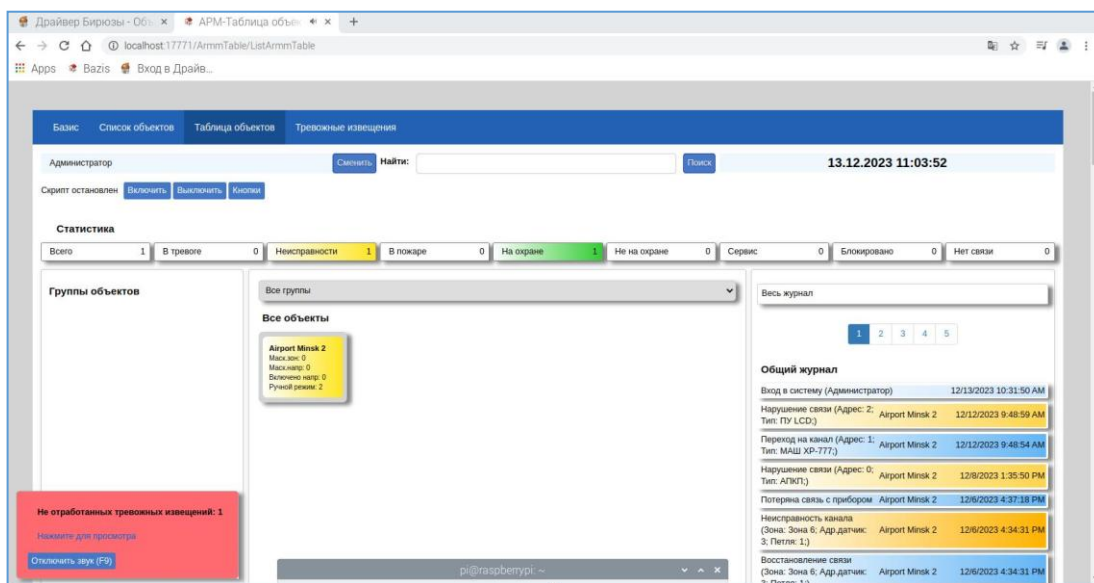 Драйвер Бирюзы - Объ АРМ-Таблица объек
localhost:17771/ArmmTable/ListArmmTable
Apps Bazis Вход в Драйв...
Базис Список объектов Таблица объектов Тревожные извещения
Администратор Сменить Найти: Поиск 13.12.2023 11:03:52
Скрипт остановлен Включить Выключить Кнопки
Статистика
Всего 1 В тревоге 0 Неисправности 1 В пожаре 0 На охране 1 Не на охране 0 Сервис 0 Блокировано 0 Нет связи 0
Группы объектов
Все группы
Все объекты
Airport Minsk 2
Маск.зон: 0
Маск.напр: 0
Включено напр: 0
Ручной режим: 2
Весь журнал
1 2 3 4 5
Общий журнал
Вход в систему (Администратор) 12/13/2023 10:31:50 AM
Нарушение связи (Адрес: 2; Airport Minsk 2 12/12/2023 9:48:59 AM
Тип: ПУ LCD;)
Переход на канал (Адрес: 1; Airport Minsk 2 12/12/2023 9:48:54 AM
Тип: МАШ XP-777;)
Нарушение связи (Адрес: 0; Airport Minsk 2 12/8/2023 1:35:50 PM
Тип: АПКП;)
Потеряна связь с прибором Airport Minsk 2 12/6/2023 4:37:18 PM
Неисправность канала
(Зона: Зона 6; Адр.датчик: Airport Minsk 2 12/6/2023 4:34:31 PM
3; Петля: 1;)
Восстановление связи
(Зона: Зона 6; Адр.датчик: Airport Minsk 2 12/6/2023 4:34:31 PM
3; Петля: 1;)
Не отработанных тревожных извещений: 1
Нажмите для просмотра
Отключить звук (F9)
pi@raspberrypi: ~